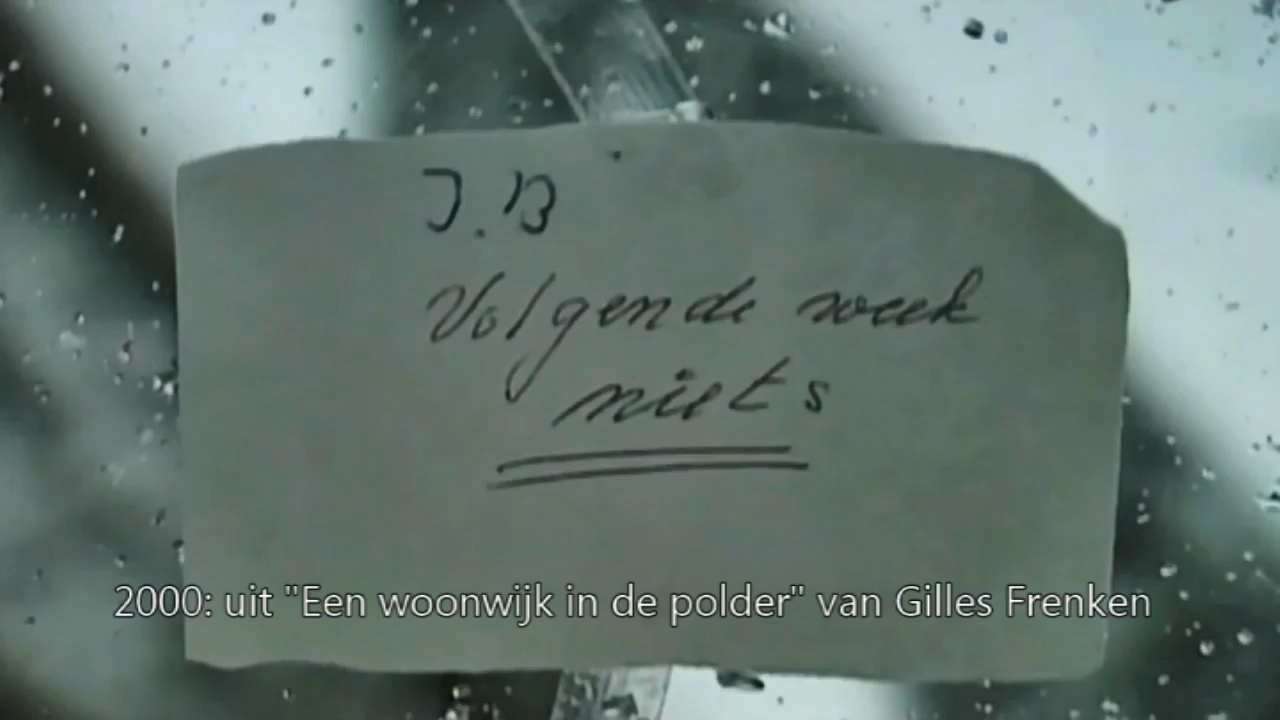 J.B
Volgende week
niets
2000: uit "Een woonwijk in de polder" van Gilles Frenken